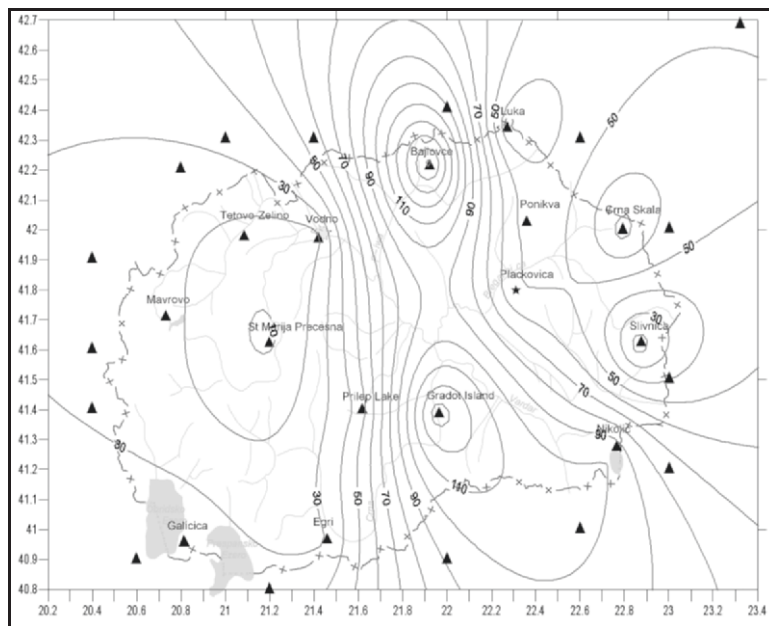 42.7
42.6
42.5
42.4
42.3
42.2
42.1
42
41.9
41.8
41.7
41.6
41.5
41.4
41.3
41.2
41.1
41
40.9
40.8
20.2 20.4 20.6 20.8 21 21.2 21.4 21.6 21.8 22 22.2 22.4 22.6 22.8 23 23.2 23.4
Luka
Bajlovce
Tetovo-Zelino
Vodno
Ponikva
Crna Skala
Plackovica
Mavrovo
St Marija Precesna
Slivnica
Prilep Lake
Gradot Island
Vardar
Nikolic
Galicica
Egri
50
70
70
90
110
30
90
50
10
30
50
70
90
30
110
30
50
70
90